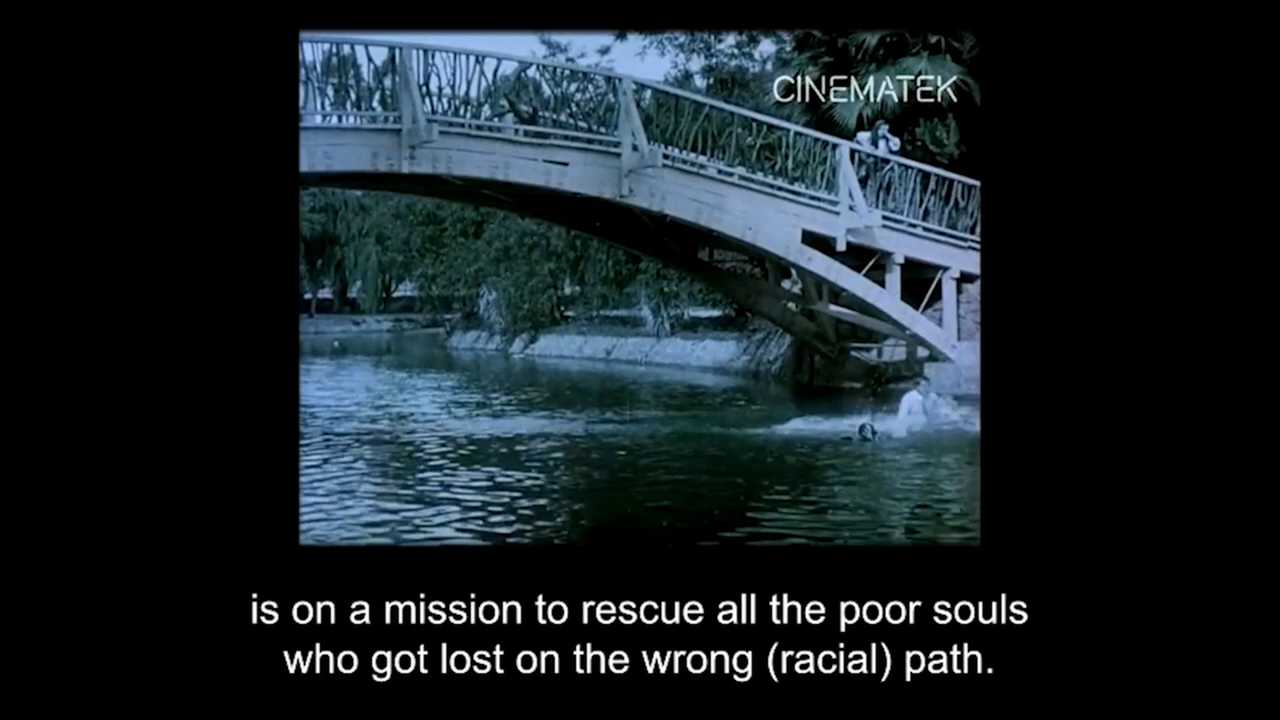 CINEMATEK
is on a mission to rescue all the poor souls
who got lost on the wrong (racial) path.